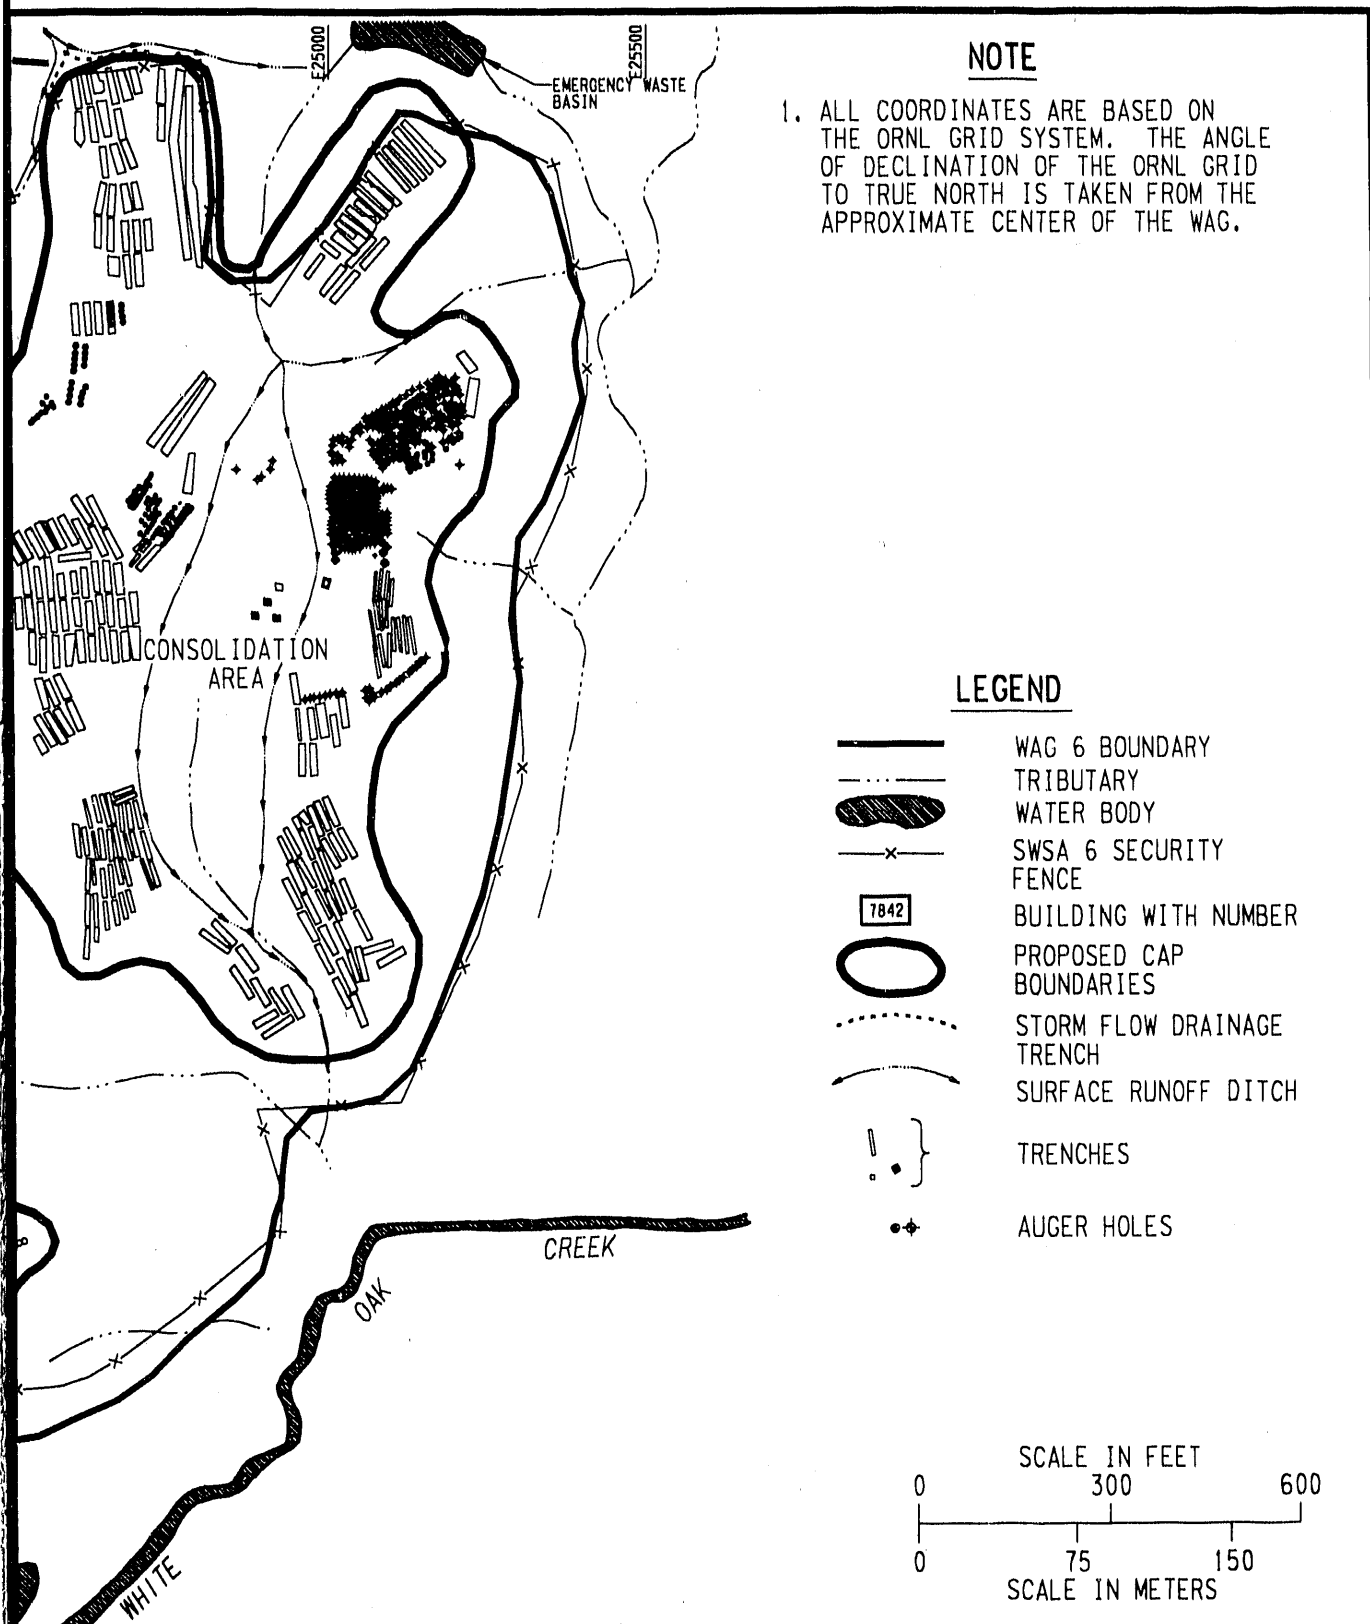 E25000
E25500
EMERGENCY WASTE
BASIN
NOTE
1. ALL COORDINATES ARE BASED ON
THE ORNL GRID SYSTEM. THE ANGLE
OF DECLINATION OF THE ORNL GRID
TO TRUE NORTH IS TAKEN FROM THE
APPROXIMATE CENTER OF THE WAG.
CONSOLIDATION
AREA
LEGEND
WAG 6 BOUNDARY
TRIBUTARY
WATER BODY
SWSA 6 SECURITY
FENCE
7842
BUILDING WITH NUMBER
PROPOSED CAP
BOUNDARIES
STORM FLOW DRAINAGE
TRENCH
SURFACE RUNOFF DITCH
TRENCHES
AUGER HOLES
WHITE
OAK
CREEK
SCALE IN FEET
0 300 600
0 75 150
SCALE IN METERS